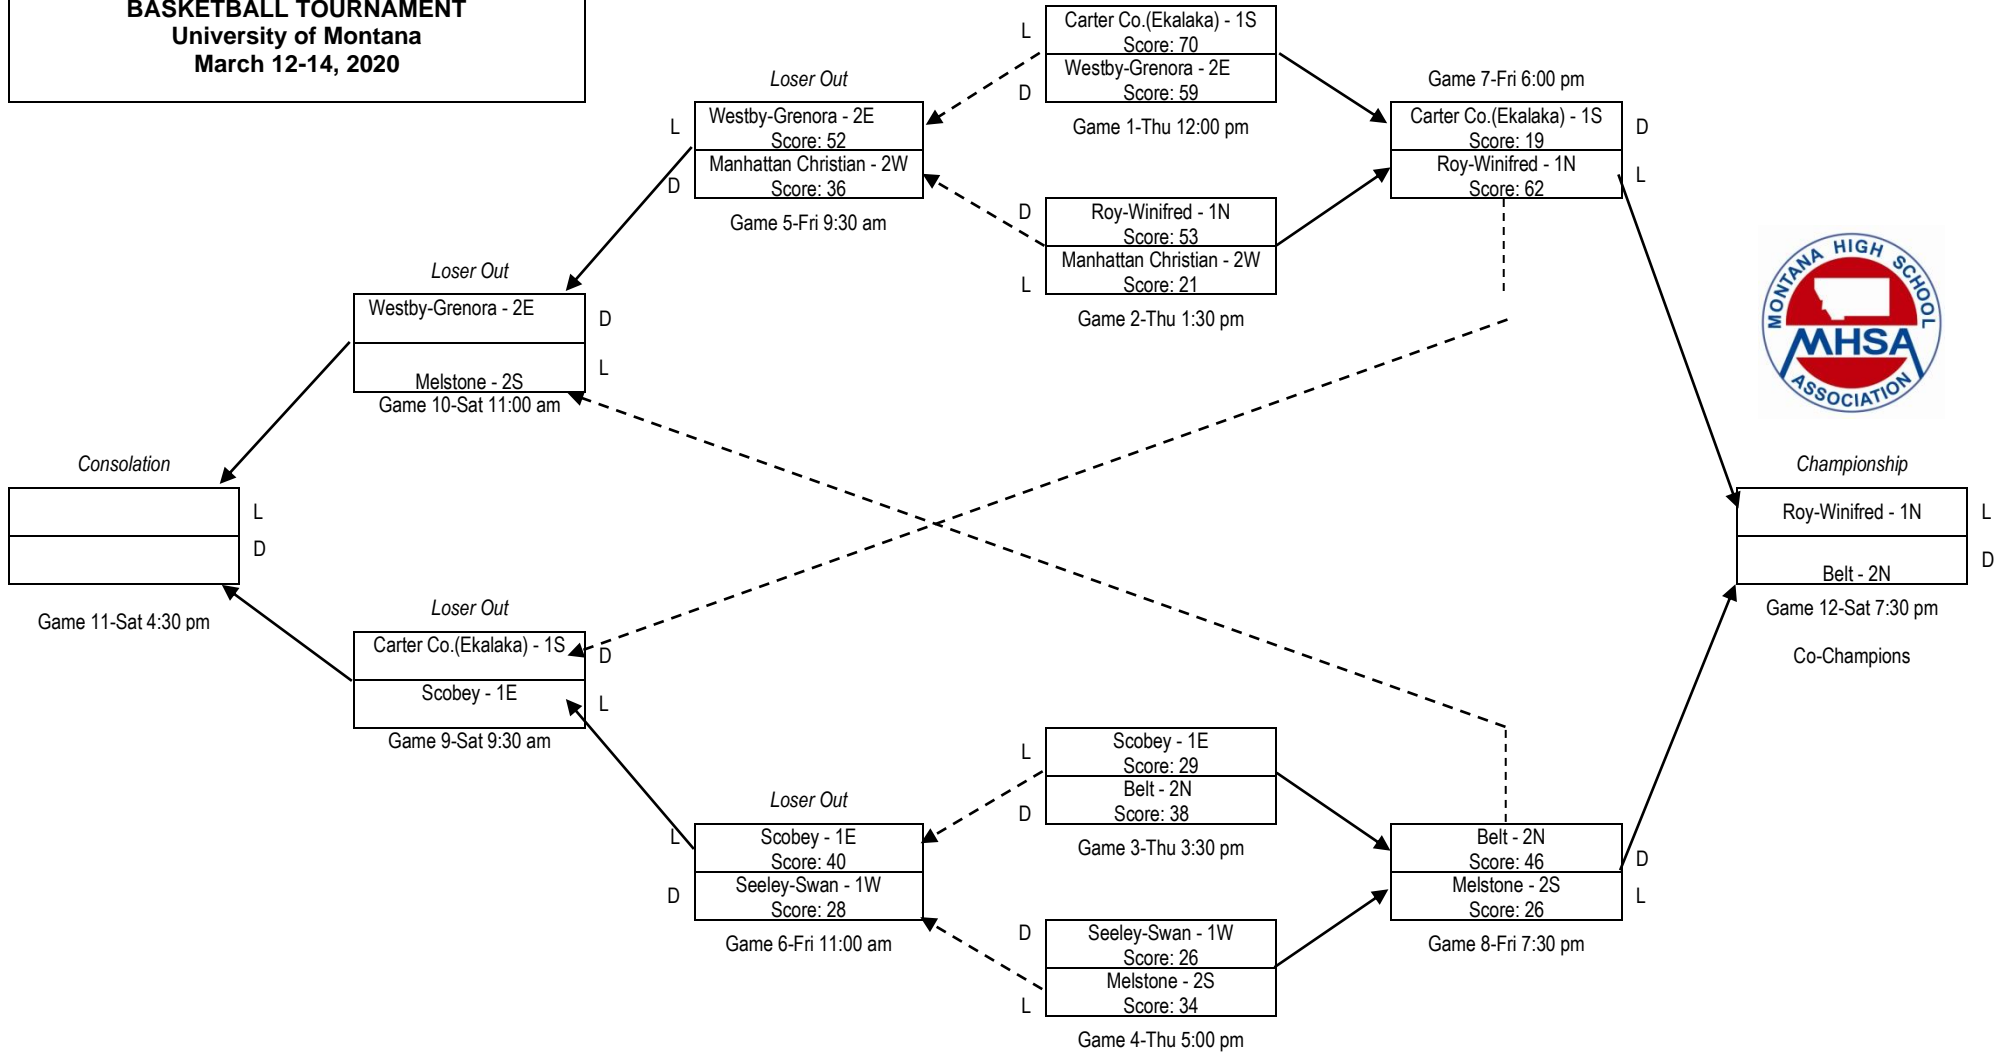 BASKETBALL TOURNAMENT
University of Montana
March 12-14, 2020
L
Carter Co.(Ekalaka) - 1S
Score: 70
Westby-Grenora - 2E
Score: 59
D
Game 1-Thu 12:00 pm
Loser Out
L
Westby-Grenora - 2E
Score: 52
Manhattan Christian - 2W
Score: 36
D
Game 5-Fri 9:30 am
D
Roy-Winifred - 1N
Score: 53
Manhattan Christian - 2W
Score: 21
L
Game 2-Thu 1:30 pm
Game 7-Fri 6:00 pm
Carter Co.(Ekalaka) - 1S
Score: 19
D
Roy-Winifred - 1N
Score: 62
L
Loser Out
Westby-Grenora - 2E
D
Melstone - 2S
L
Game 10-Sat 11:00 am
MONTANA HIGH SCHOOL
MHSA
ASSOCIATION
Consolation
L
D
Game 11-Sat 4:30 pm
Championship
Roy-Winifred - 1N
L
Belt - 2N
D
Game 12-Sat 7:30 pm
Co-Champions
Loser Out
Carter Co.(Ekalaka) - 1S
D
Scobey - 1E
L
Game 9-Sat 9:30 am
Loser Out
L
Scobey - 1E
Score: 40
D
Seeley-Swan - 1W
Score: 28
Game 6-Fri 11:00 am
L
Scobey - 1E
Score: 29
Belt - 2N
D
Score: 38
Game 3-Thu 3:30 pm
D
Seeley-Swan - 1W
Score: 26
Melstone - 2S
L
Score: 34
Game 4-Thu 5:00 pm
Belt - 2N
Score: 46
D
Melstone - 2S
Score: 26
L
Game 8-Fri 7:30 pm